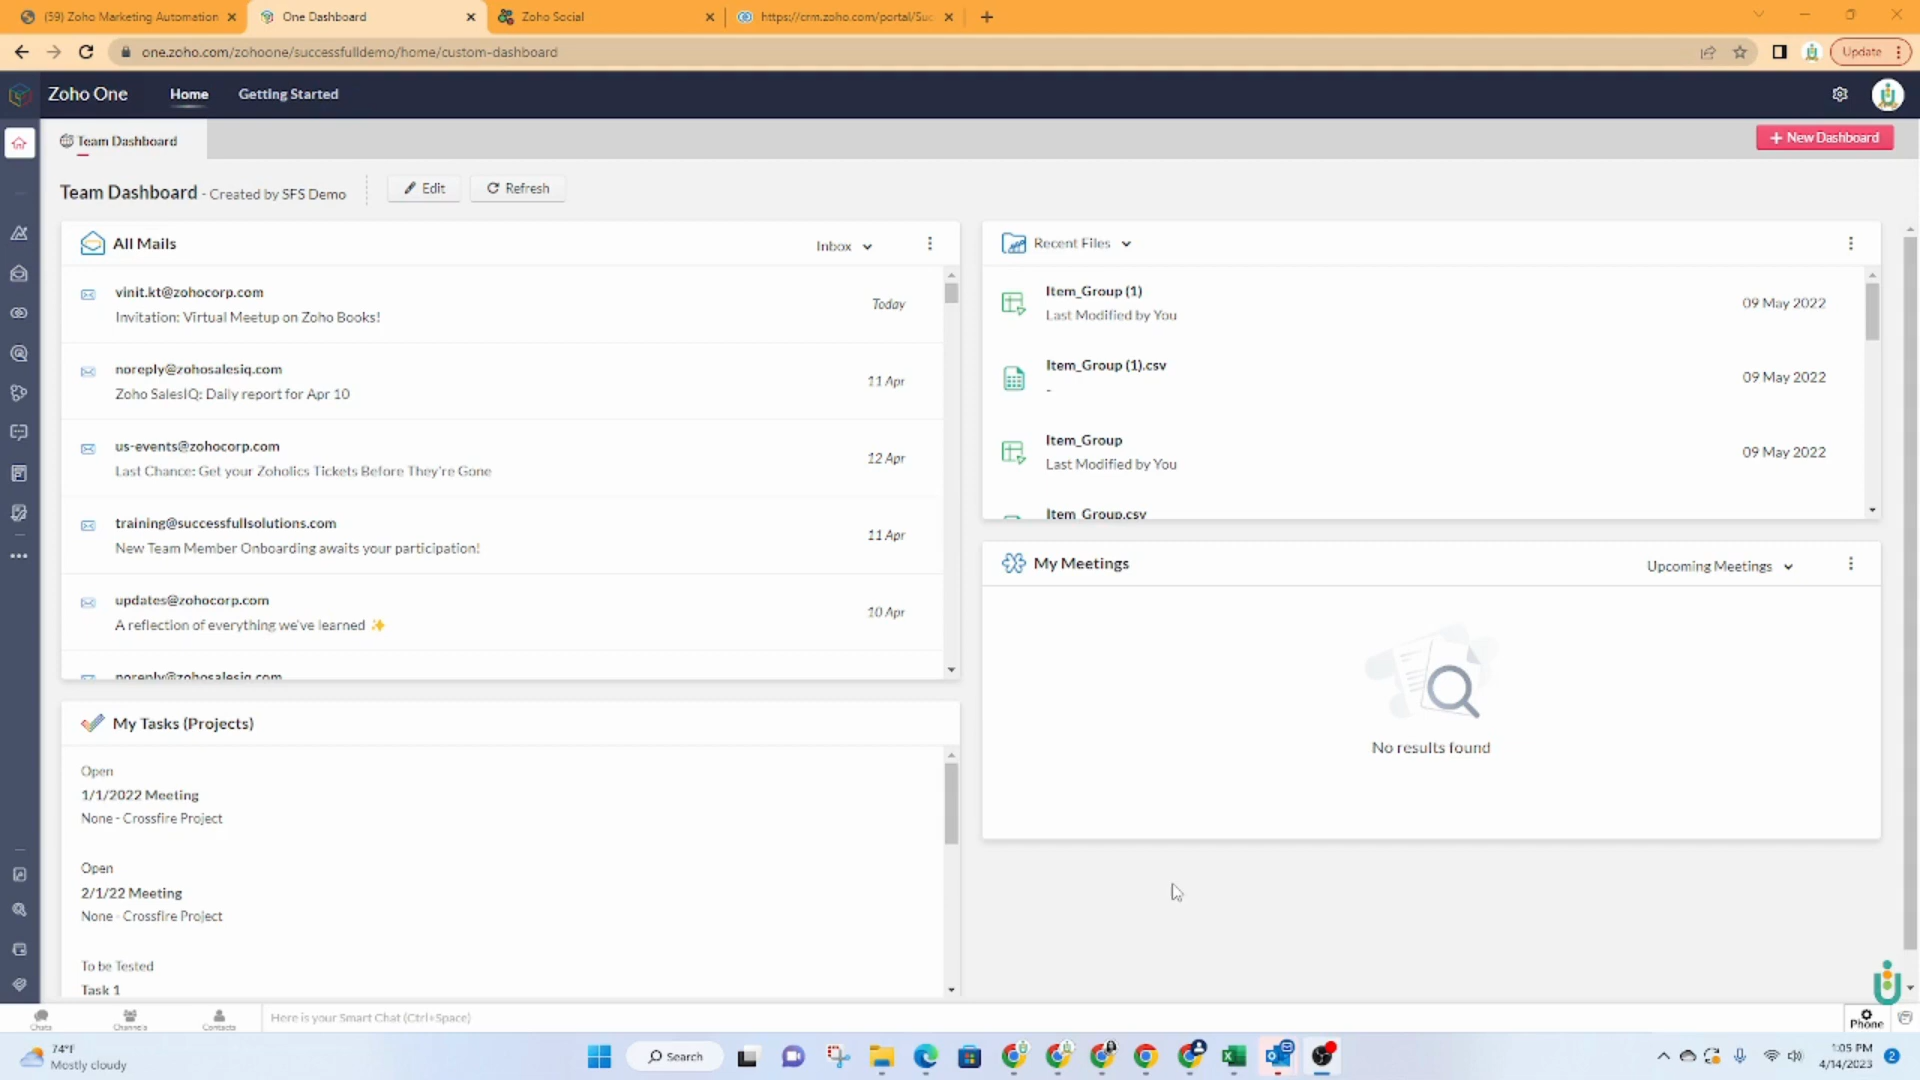 (59) Zoho Marketing Automation
One Dashboard
Zoho Social
https://crm.zoho.com/portal/Suc
one.zoho.com/zohoone/successfulldemo/home/custom-dashboard
Update
Zoho One
Home
Getting Started
Team Dashboard
+ New Dashboard
Team Dashboard - Created by SFS Demo
Edit
Refresh
All Mails
Inbox
vinit.kt@zohocorp.com
Invitation: Virtual Meetup on Zoho Books!
Today
noreply@zohosalesiq.com
Zoho SalesIQ: Daily report for Apr 10
11 Apr
us-events@zohocorp.com
Last Chance: Get your Zoholics Tickets Before They're Gone
12 Apr
training@successfullsolutions.com
New Team Member Onboarding awaits your participation!
11 Apr
updates@zohocorp.com
A reflection of everything we've learned ✨
10 Apr
noreply@zohosalesiq.com
Recent Files
Item_Group (1)
Last Modified by You
09 May 2022
Item_Group (1).csv
-
09 May 2022
Item_Group
Last Modified by You
09 May 2022
Item_Group.csv
My Meetings
Upcoming Meetings
No results found
My Tasks (Projects)
Open
1/1/2022 Meeting
None - Crossfire Project
Open
2/1/22 Meeting
None - Crossfire Project
To be Tested
Task 1
Chats
Channels
Contacts
Here is your Smart Chat (Ctrl+Space)
Phone
74°F
Mostly cloudy
Search
1:05 PM
4/14/2023
2